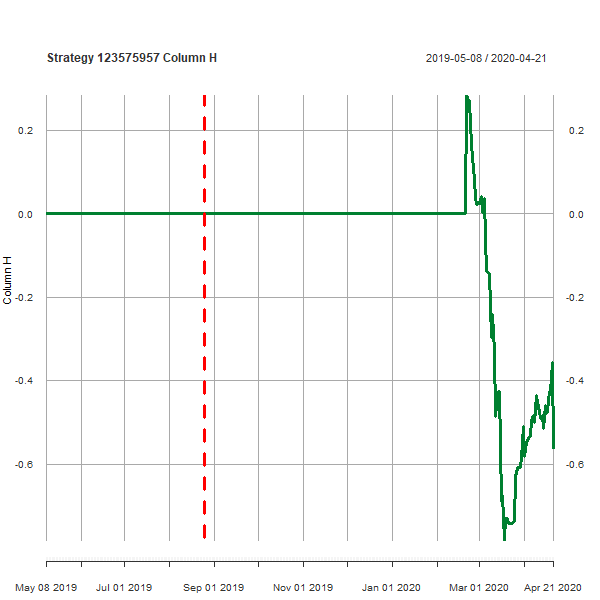 Strategy 123575957 Column H
2019-05-08 / 2020-04-21
0.2
0.0
-0.2
-0.4
-0.6
0.2
0.0
-0.2
-0.4
-0.6
Column H
May 08 2019
Jul 01 2019
Sep 01 2019
Nov 01 2019
Jan 01 2020
Mar 01 2020
Apr 21 2020